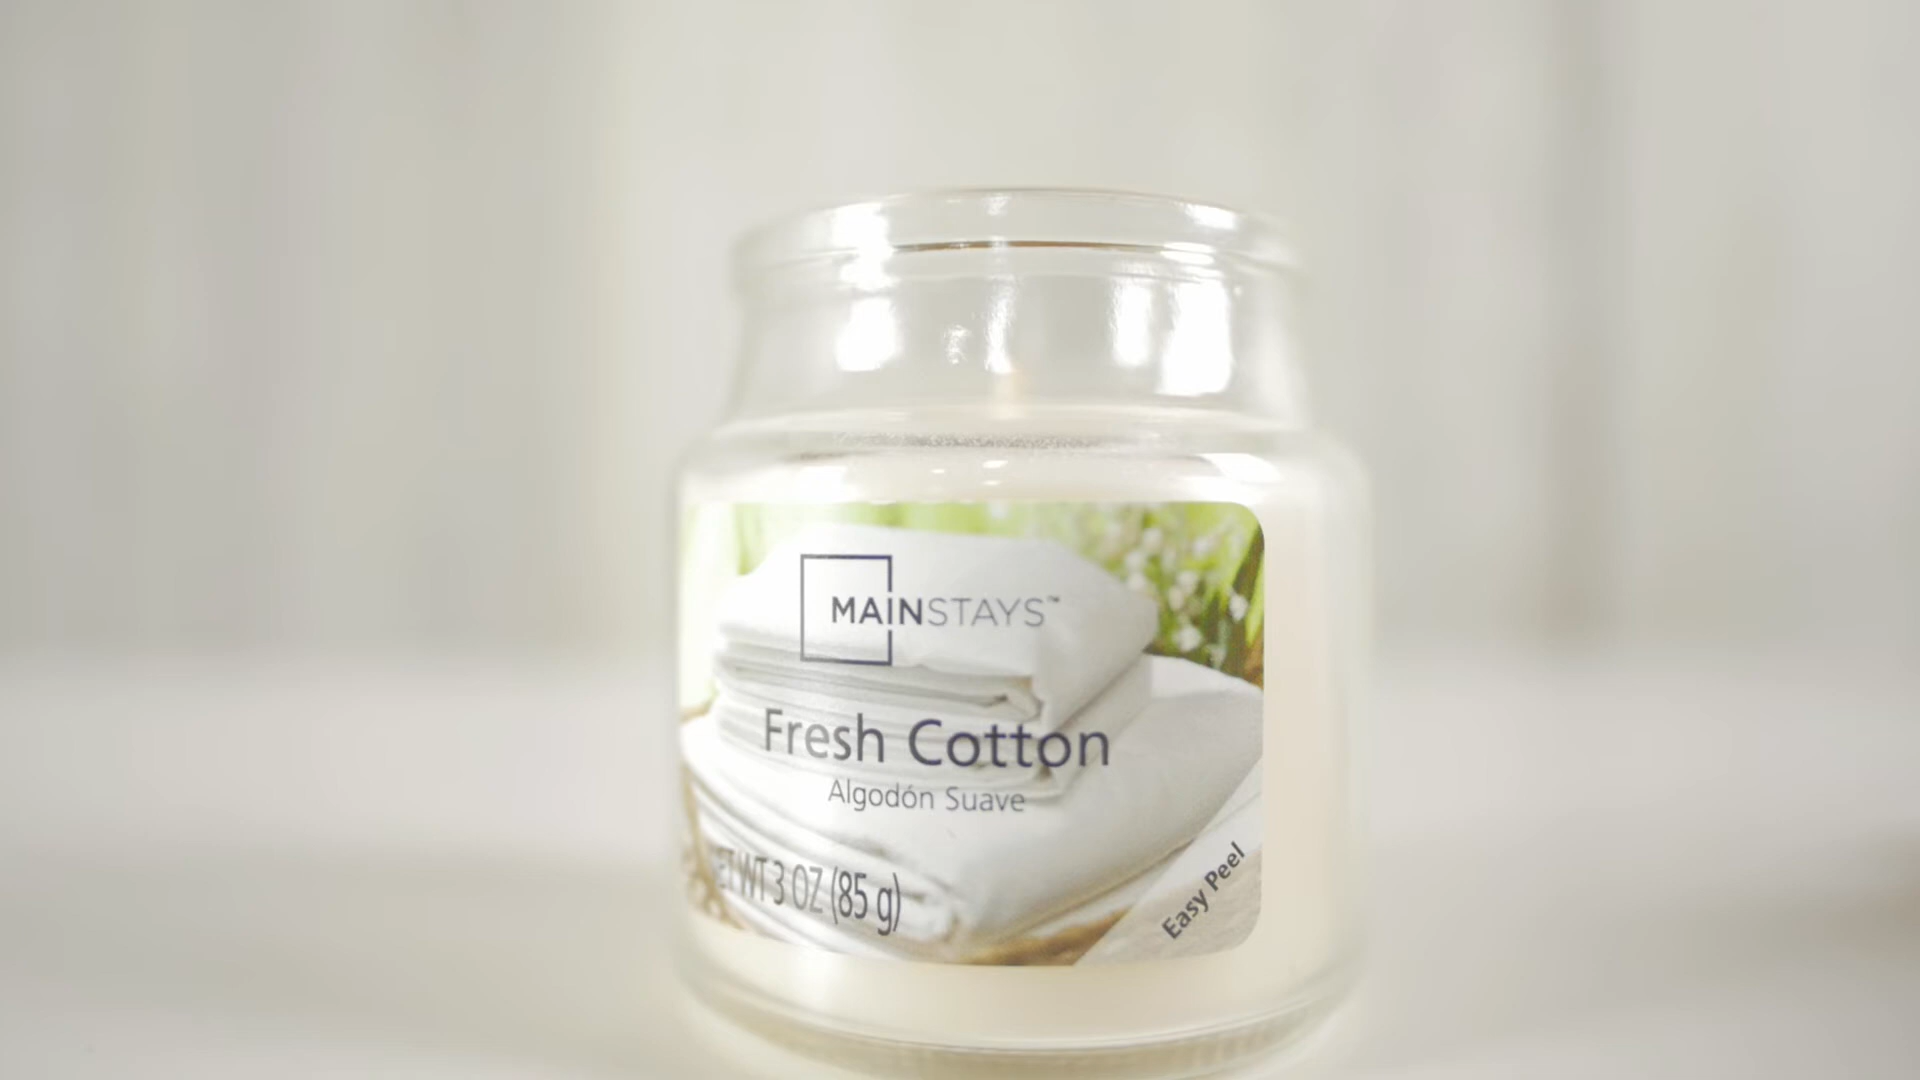 MAINSTAYS™
Fresh Cotton
Algodón Suave
WT 3 OZ (85 g)
Easy Peel